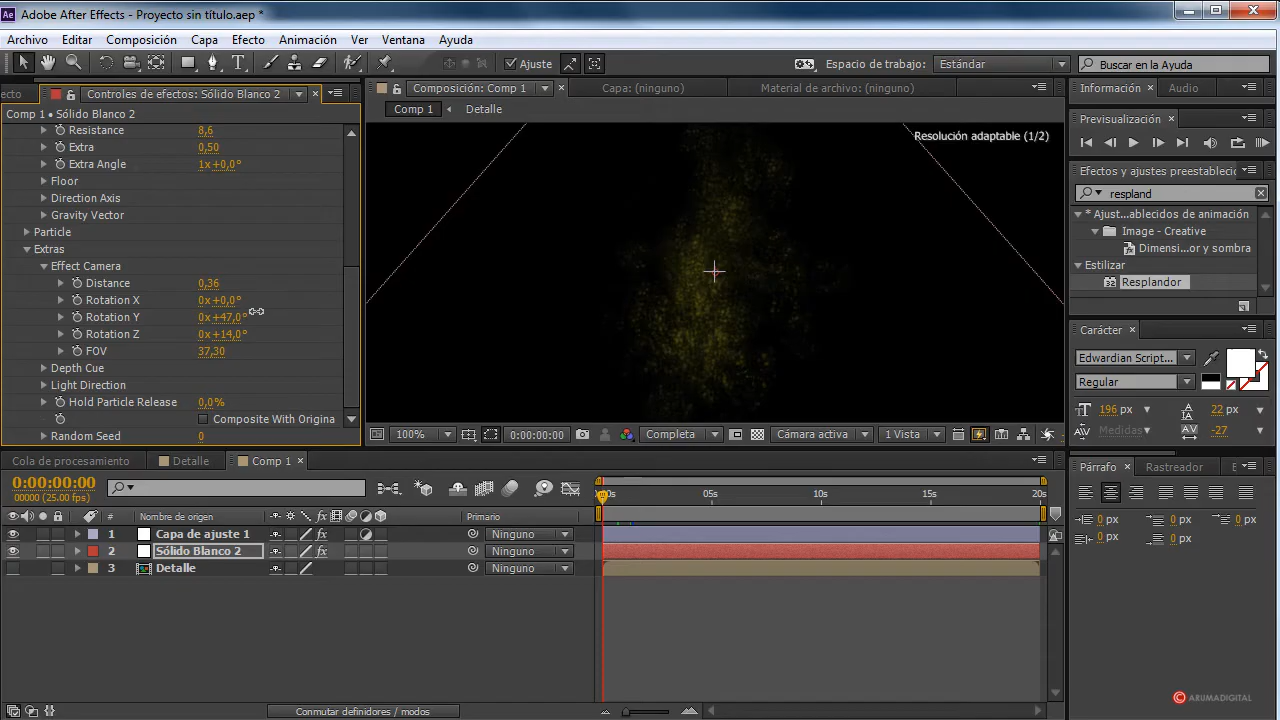 Adobe After Effects - Proyecto sin título.aep *
Archivo Editar Composición Capa Efecto Animación Ver Ventana Ayuda
Ajuste Espacio de trabajo: Estándar Buscar en la Ayuda
ecto Controles de efectos: Sólido Blanco 2
Comp 1 • Sólido Blanco 2
Resistance 8,6
Extra 0,50
Extra Angle 1x+0,0°
Floor
Direction Axis
Gravity Vector
Particle
Extras
Effect Camera
Distance 0,36
Rotation X 0x+0,0°
Rotation Y 0x+47,0°
Rotation Z 0x+14,0°
FOV 37,30
Depth Cue
Light Direction
Hold Particle Release 0,0%
Composite With Origina
Random Seed 0
Composición: Comp 1 Capa: (ninguno) Material de archivo: (ninguno)
Comp 1 Detalle
Resolución adaptable (1/2)
100% 0:00:00:00 Completa Cámara activa 1 Vista
Información Audio
Previsualización
Efectos y ajustes preestableci
respland
* Ajust...ablecidos de animación
Image - Creative
Dimensi...or y sombra
Estilizar
Resplandor
Carácter
Edwardian Script...
Regular
196 px 22 px
Medidas -27
Párrafo Rastreador E
0 px 0 px 0 px
0 px 0 px
Cola de procesamiento Detalle Comp 1
0:00:00:00
00000 (25.00 fps)
# Nombre de origen fx Primario
1 Capa de ajuste 1 fx Ninguno
2 Sólido Blanco 2 fx Ninguno
3 Detalle Ninguno
:00s 05s 10s 15s 20s
Conmutar definidores / modos
© ARUMADIGITAL